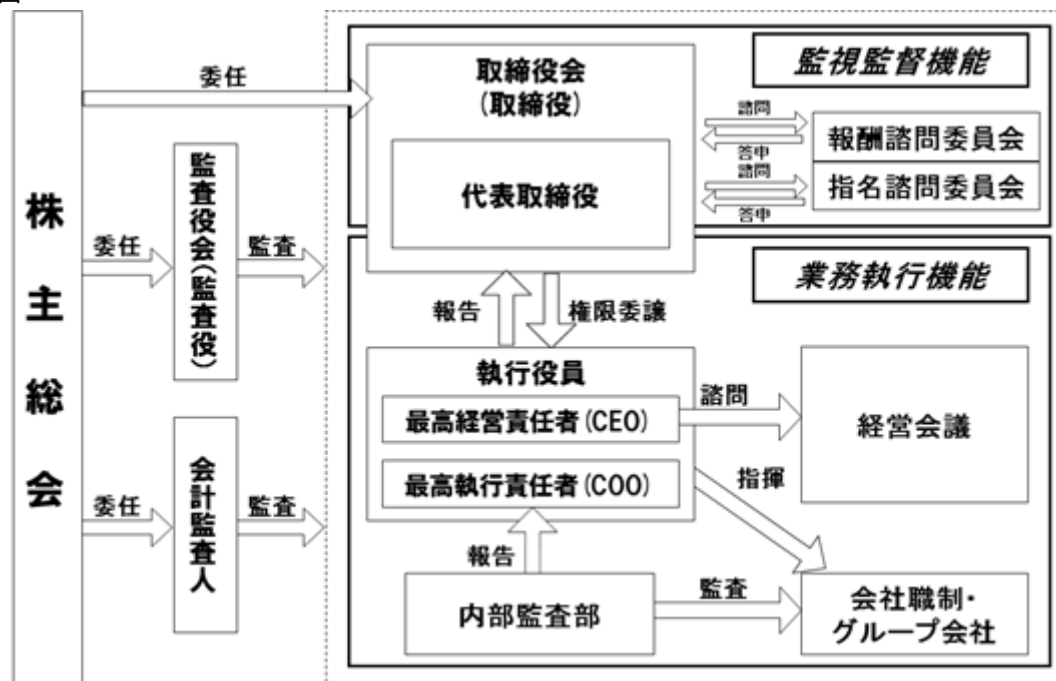 株主総会
委任
監査役会(監査役)
委任
監査
会計監査人
委任
監査
監視監督機能
取締役会
(取締役)
代表取締役
諮問
答申
報酬諮問委員会
諮問
答申
指名諮問委員会
業務執行機能
報告
権限委譲
執行役員
最高経営責任者(CEO)
最高執行責任者(COO)
諮問
経営会議
指揮
報告
内部監査部
監査
会社職制・
グループ会社